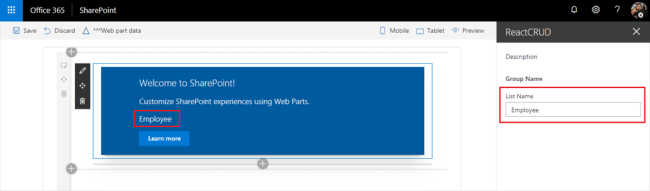 Office 365 SharePoint
Save Discard ***Web part data Mobile Tablet Preview
ReactCRUD
Description
Group Name
List Name
Employee
Welcome to SharePoint!
Customize SharePoint experiences using Web Parts.
Employee
Learn more